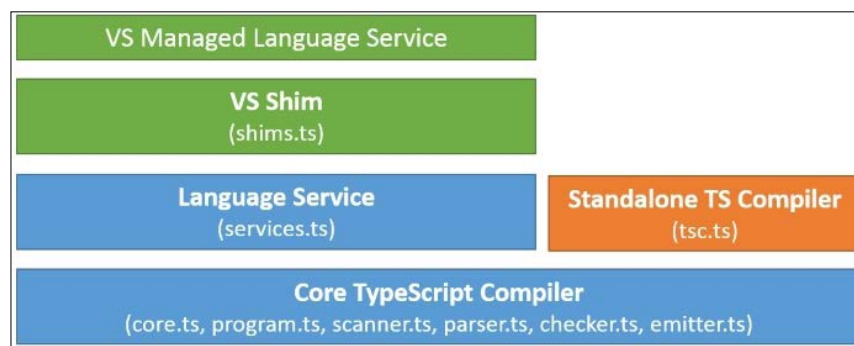 VS Managed Language Service
VS Shim
(shims.ts)
Language Service
(services.ts)
Standalone TS Compiler
(tsc.ts)
Core TypeScript Compiler
(core.ts, program.ts, scanner.ts, parser.ts, checker.ts, emitter.ts)